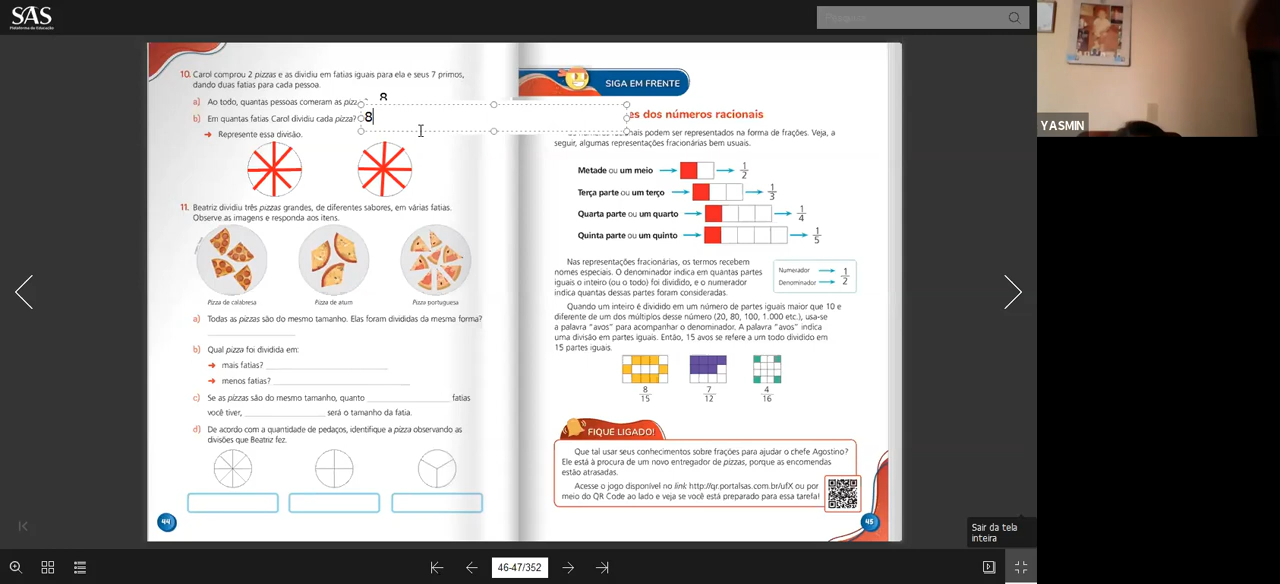 SAS
Plataforma de Educação
Pesquisar
10. Carol comprou 2 pizzas e as dividiu em fatias iguais para ela e seus 7 primos,
dando duas fatias para cada pessoa.
a) Ao todo, quantas pessoas comeram as
8
b) Em quantas fatias Carol dividiu cada pizza?
8
➜ Represente essa divisão.
11. Beatriz dividiu três pizzas grandes, de diferentes sabores, em várias fatias.
Observe as imagens e responda aos itens.
Pizza de calabresa
Pizza de atum
Pizza portuguesa
a) Todas as pizzas são do mesmo tamanho. Elas foram divididas da mesma forma?
b) Qual pizza foi dividida em:
➜ mais fatias?
➜ menos fatias?
c) Se as pizzas são do mesmo tamanho, quanto fatias
você tiver, será o tamanho da fatia.
d) De acordo com a quantidade de pedaços, identifique a pizza observando as
divisões que Beatriz fez.
44
SIGA EM FRENTE
dos números racionais
podem ser representados na forma de frações. Veja, a
seguir, algumas representações fracionárias bem usuais.
Metade ou um meio 1/2
Terça parte ou um terço 1/3
Quarta parte ou um quarto 1/4
Quinta parte ou um quinto 1/5
Nas representações fracionárias, os termos recebem
nomes especiais. O denominador indica em quantas partes
iguais o inteiro (ou o todo) foi dividido, e o numerador
indica quantas dessas partes foram consideradas.
Numerador 1
Denominador 2
Quando um inteiro é dividido em um número de partes iguais maior que 10 e
diferente de um dos múltiplos desse número (20, 80, 100, 1.000 etc.), usa-se
a palavra "avos" para acompanhar o denominador. A palavra "avos" indica
uma divisão em partes iguais. Então, 15 avos se refere a um todo dividido em
15 partes iguais.
8/15 7/12 4/16
FIQUE LIGADO!
Que tal usar seus conhecimentos sobre frações para ajudar o chefe Agostino?
Ele está à procura de um novo entregador de pizzas, porque as encomendas
estão atrasadas.
Acesse o jogo disponível no link: http://qr.portalsas.com.br/ufX ou por
meio do QR Code ao lado e veja se você está preparado para essa tarefa!
45
Sair da tela
inteira
46-47/352
YASMIN